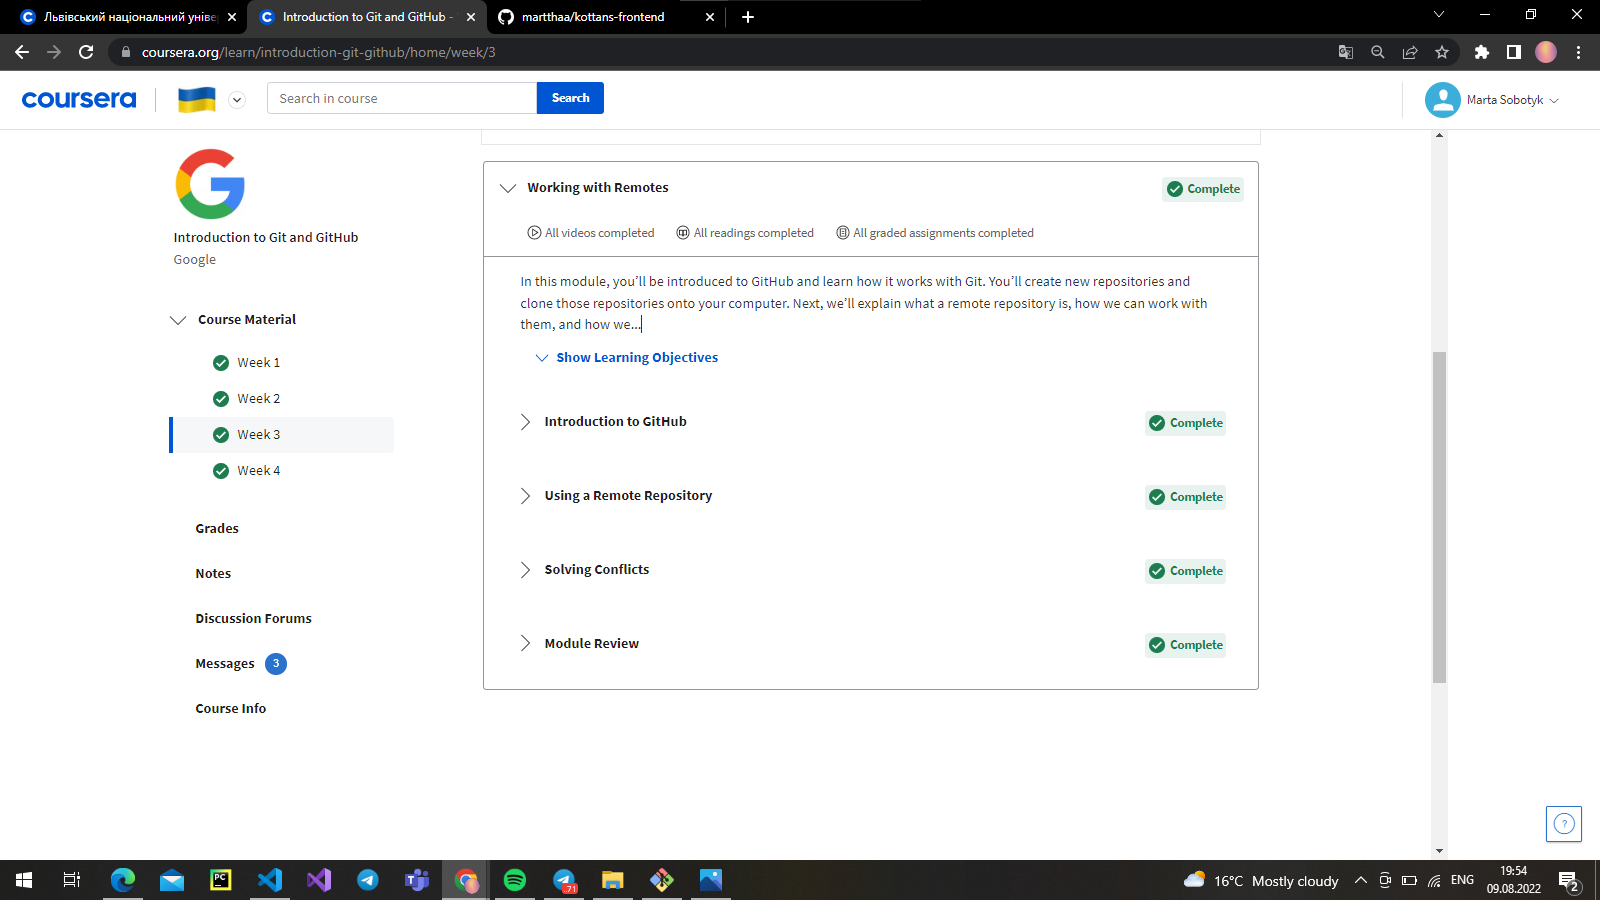 Львівський національний уніве
Introduction to Git and GitHub -
martthaa/kottans-frontend
coursera.org/learn/introduction-git-github/home/week/3
coursera
Search in course
Search
Marta Sobotyk
Introduction to Git and GitHub
Google
Course Material
Week 1
Week 2
Week 3
Week 4
Grades
Notes
Discussion Forums
Messages 3
Course Info
Working with Remotes
Complete
All videos completed
All readings completed
All graded assignments completed
In this module, you’ll be introduced to GitHub and learn how it works with Git. You’ll create new repositories and
clone those repositories onto your computer. Next, we’ll explain what a remote repository is, how we can work with
them, and how we...
Show Learning Objectives
Introduction to GitHub
Complete
Using a Remote Repository
Complete
Solving Conflicts
Complete
Module Review
Complete
?
PC
71
16°C Mostly cloudy
ENG
19:54
09.08.2022
2